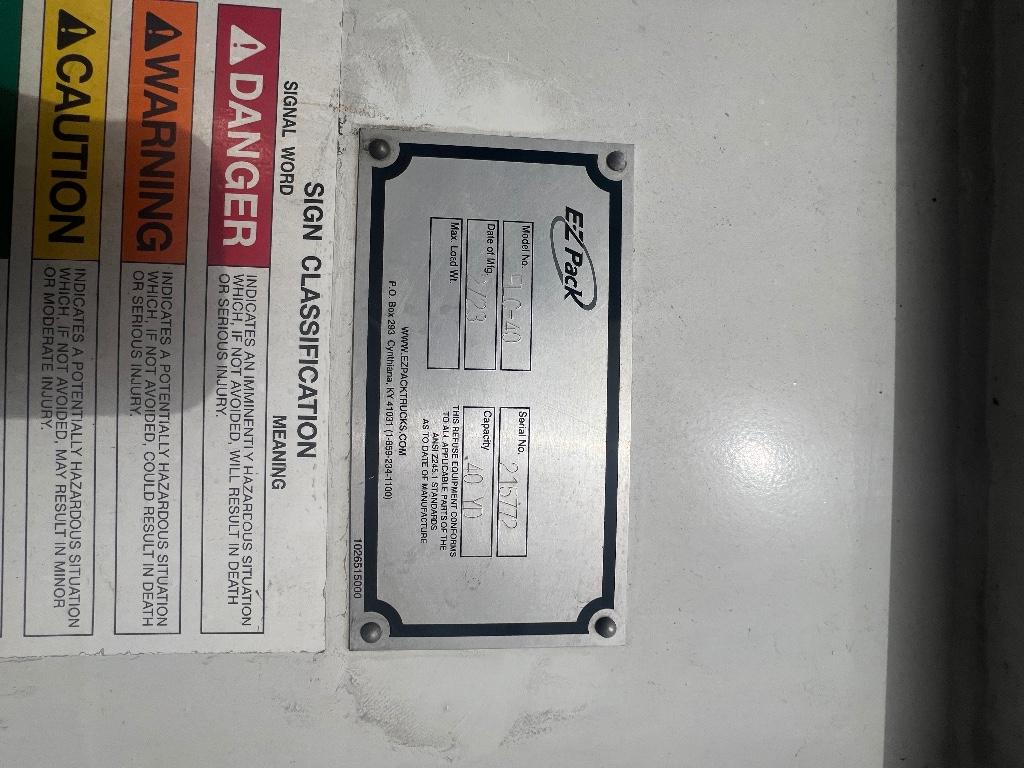 EZ Pack
Model No. FLC-40
Serial No. 215772
Date of Mfg. /23
Capacity 40 YD
Max. Load Wt.
THIS REFUSE EQUIPMENT CONFORMS
TO ALL APPLICABLE PARTS OF THE
ANSI Z245.1 STANDARDS
AS TO DATE OF MANUFACTURE
WWW.EZPACKTRUCKS.COM
P.O. Box 293 Cynthiana, KY 41031 (1-859-234-1100)
1026515000
SIGN CLASSIFICATION
SIGNAL WORD MEANING
DANGER
INDICATES AN IMMINENTLY HAZARDOUS SITUATION
WHICH, IF NOT AVOIDED, WILL RESULT IN DEATH
OR SERIOUS INJURY.
WARNING
INDICATES A POTENTIALLY HAZARDOUS SITUATION
WHICH, IF NOT AVOIDED, COULD RESULT IN DEATH
OR SERIOUS INJURY.
CAUTION
INDICATES A POTENTIALLY HAZARDOUS SITUATION
WHICH, IF NOT AVOIDED, MAY RESULT IN MINOR
OR MODERATE INJURY.